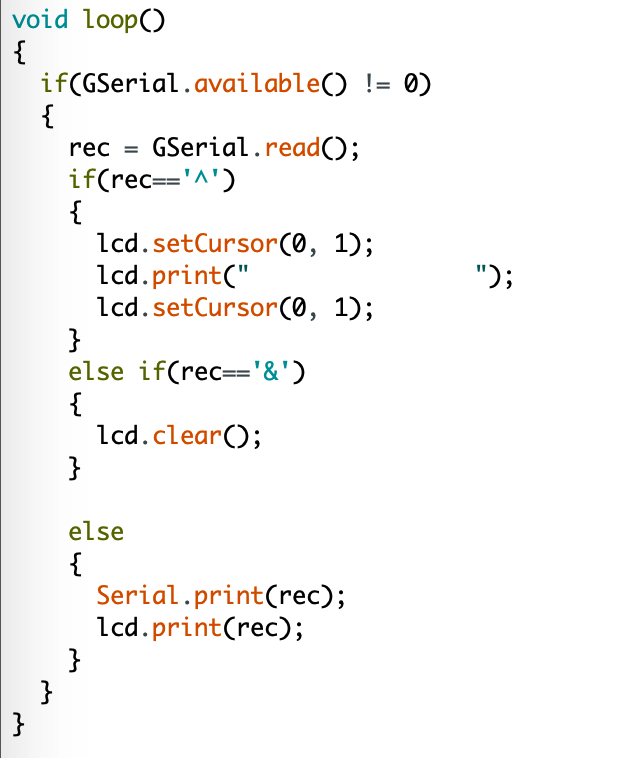 void loop()
{
  if(GSerial.available() != 0)
  {
    rec = GSerial.read();
    if(rec=='^')
    {
      lcd.setCursor(0, 1);
      lcd.print("                ");
      lcd.setCursor(0, 1);
    }
    else if(rec=='&')
    {
      lcd.clear();
    }

    else
    {
      Serial.print(rec);
      lcd.print(rec);
    }
  }
}